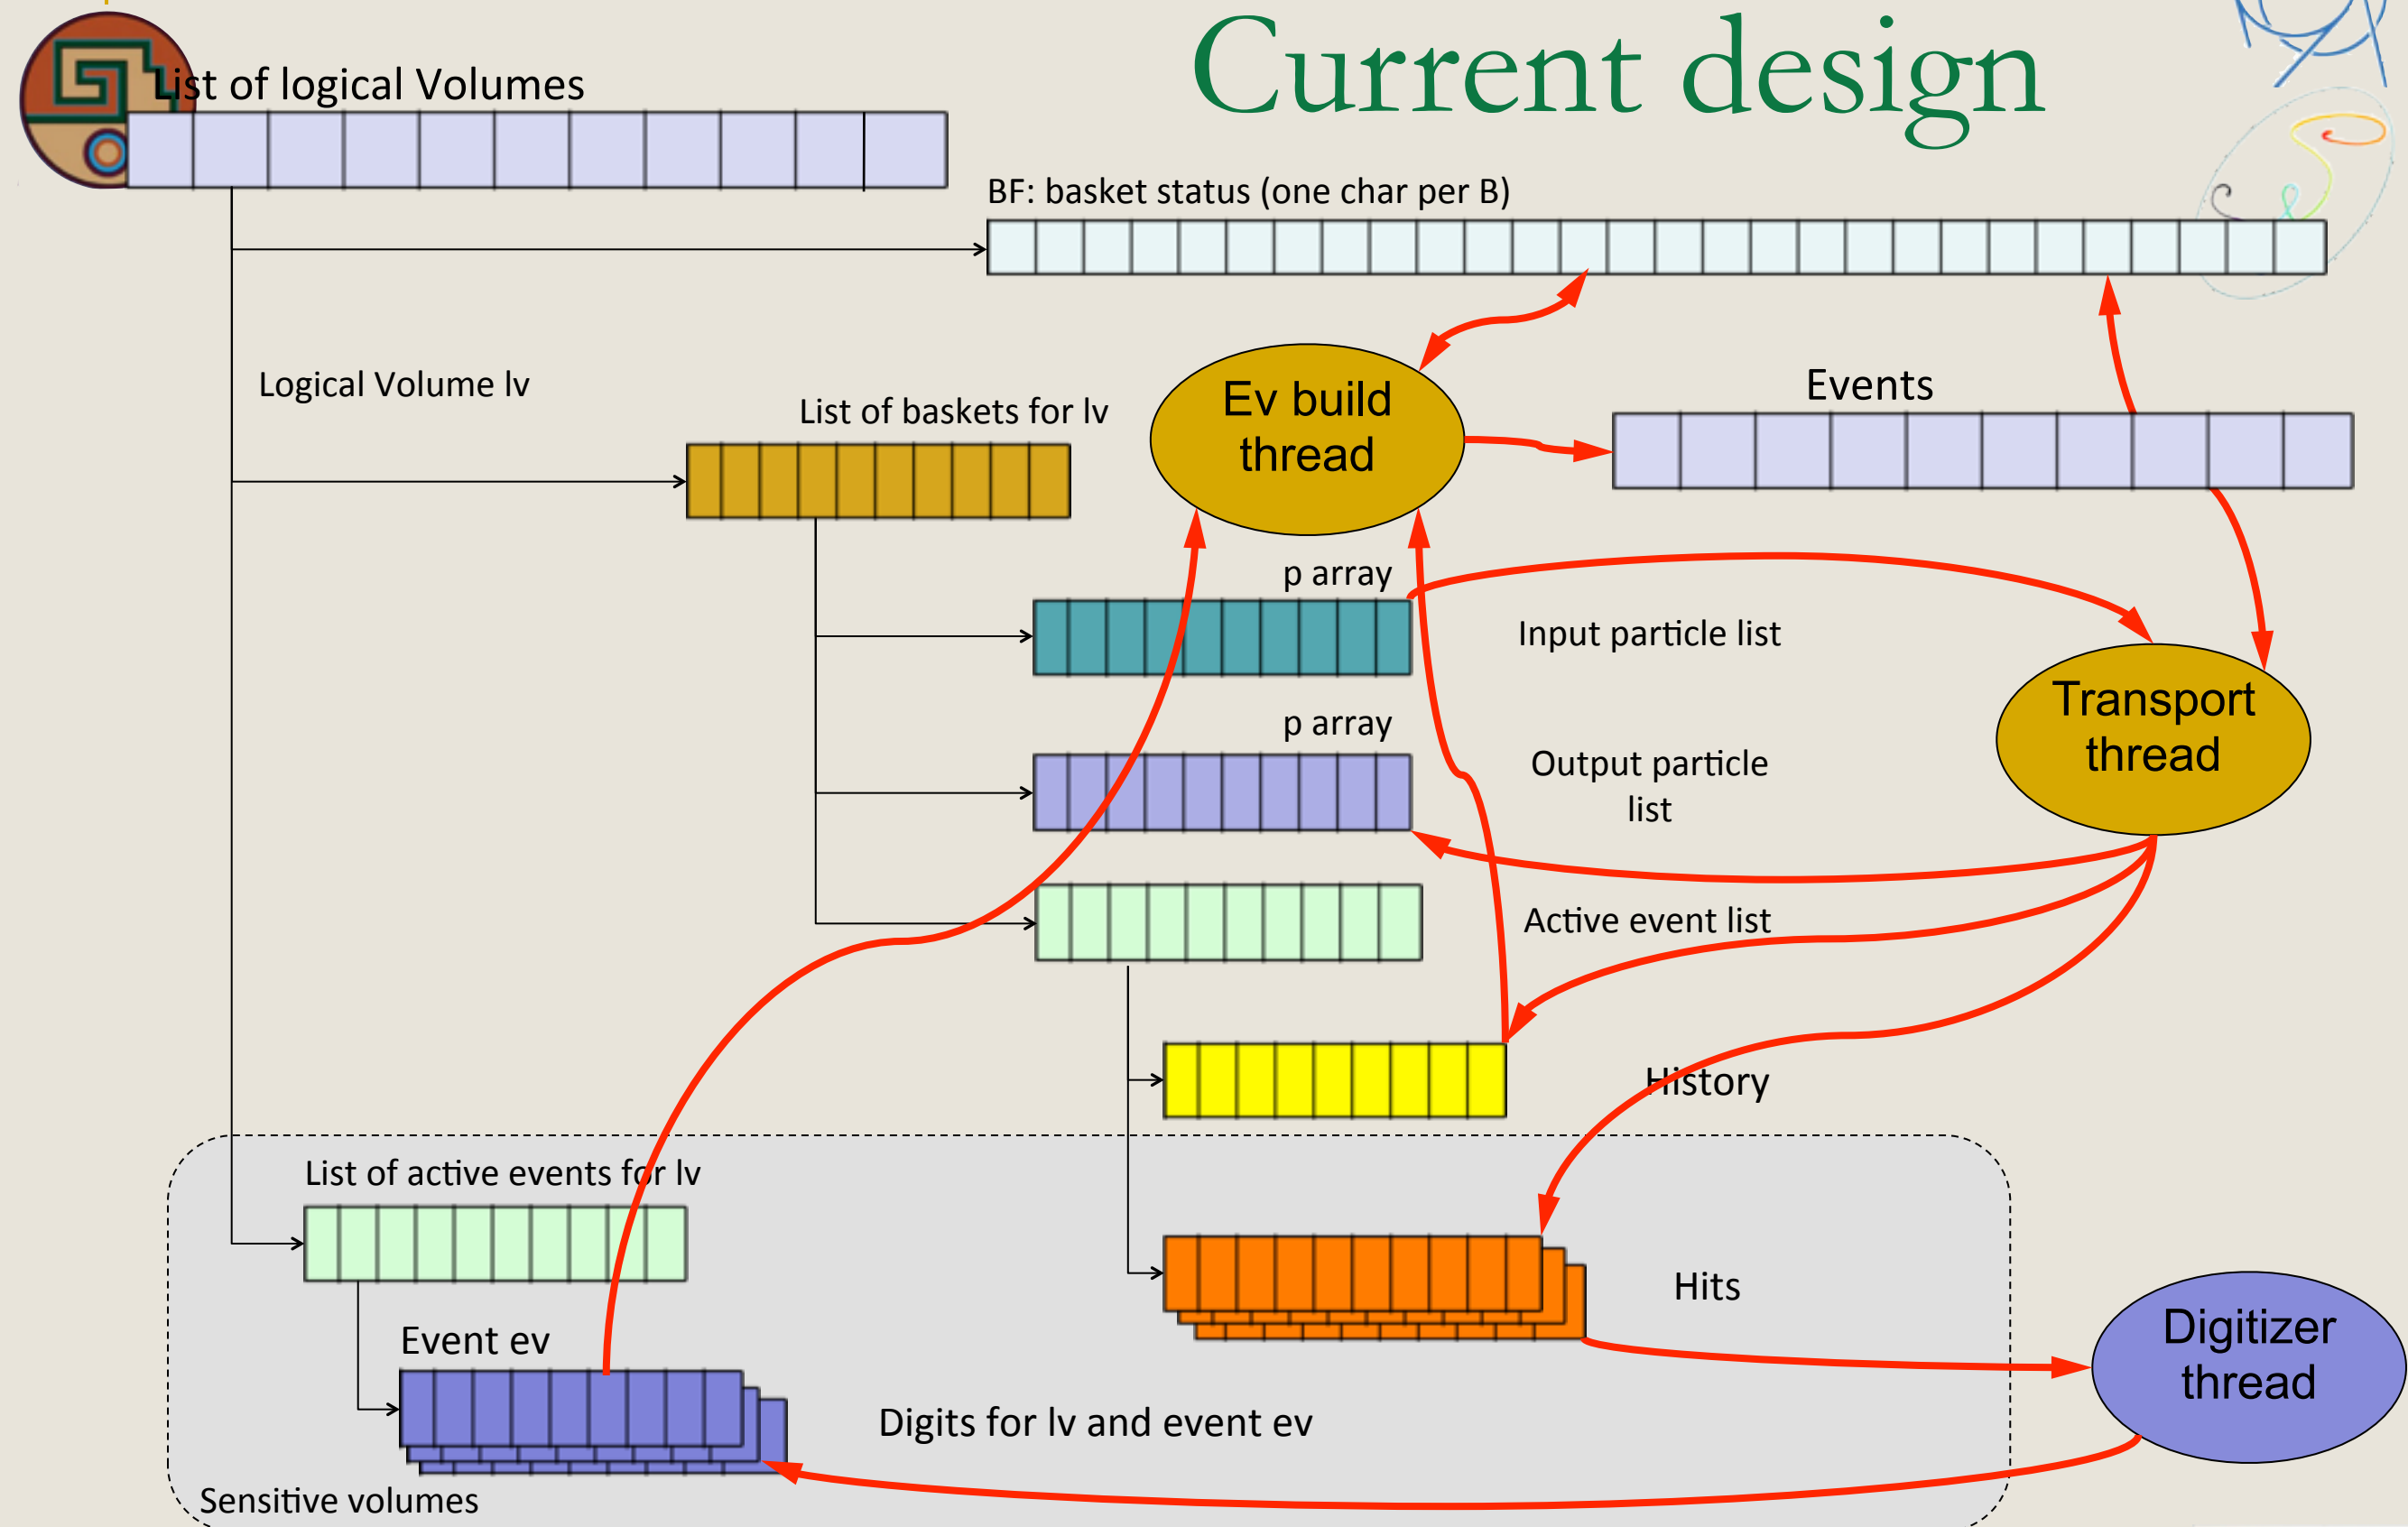 Current design
List of logical Volumes
BF: basket status (one char per B)
Logical Volume lv
List of baskets for lv
Ev build
thread
Events
p array
Input particle list
p array
Output particle
list
Transport
thread
Active event list
History
List of active events for lv
Hits
Event ev
Digitizer
thread
Digits for lv and event ev
Sensitive volumes